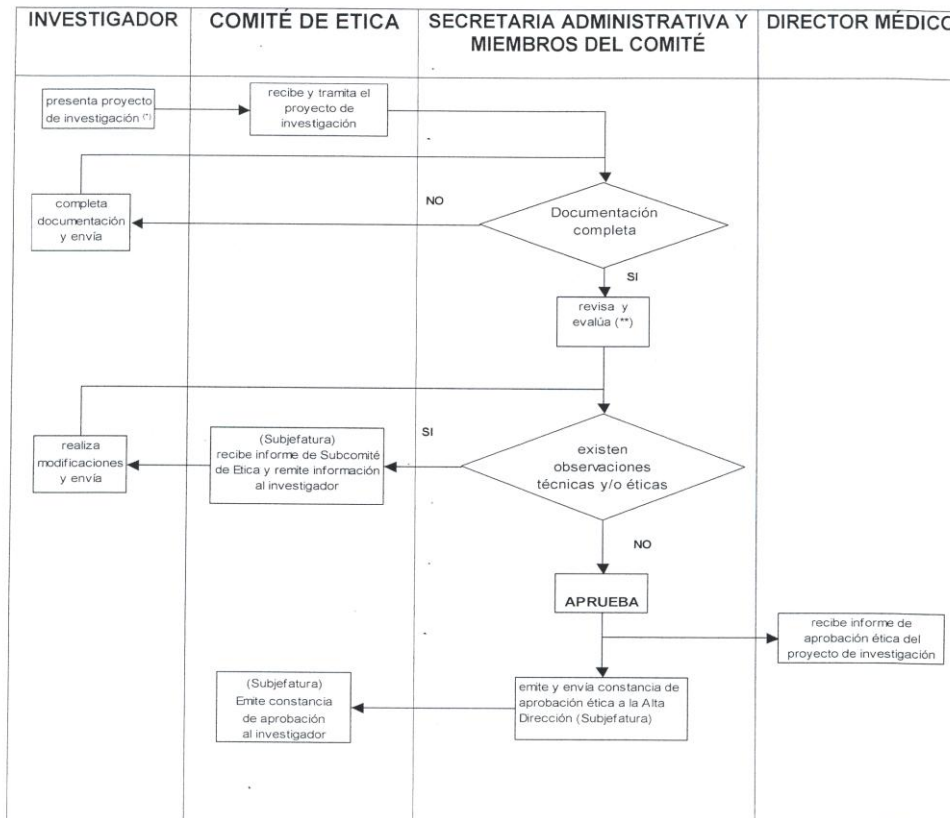 INVESTIGADOR
COMITÉ DE ETICA
SECRETARIA ADMINISTRATIVA Y
MIEMBROS DEL COMITÉ
DIRECTOR MÉDICO
presenta proyecto
de investigación (*)
recibe y tramita el
proyecto de
investigación
completa
documentación
y envía
NO
Documentación
completa
SI
revisa y
evalúa (**)
realiza
modificaciones
y envía
(Subjefatura)
recibe informe de Subcomité
de Etica y remite información
al investigador
SI
existen
observaciones
técnicas y/o éticas
NO
APRUEBA
recibe informe de
aprobación ética del
proyecto de investigación
(Subjefatura)
Emite constancia
de aprobación
al investigador
emite y envía constancia de
aprobación ética a la Alta
Dirección (Subjefatura)